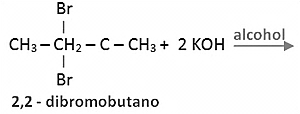 Br
|
CH₃ – CH₂ – C – CH₃ + 2 KOH alcohol
|
Br
2,2 - dibromobutano